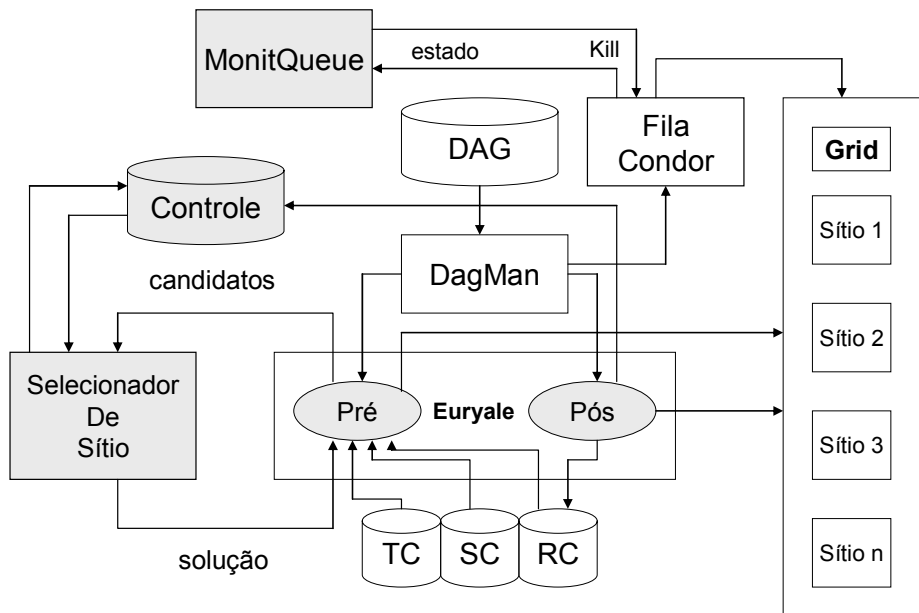 MonitQueue
estado
Kill
Fila
Condor
DAG
Grid
Controle
Sítio 1
candidatos
DagMan
Sítio 2
Selecionador
De
Sítio
Pré
Euryale
Pós
Sítio 3
solução
TC
SC
RC
Sítio n